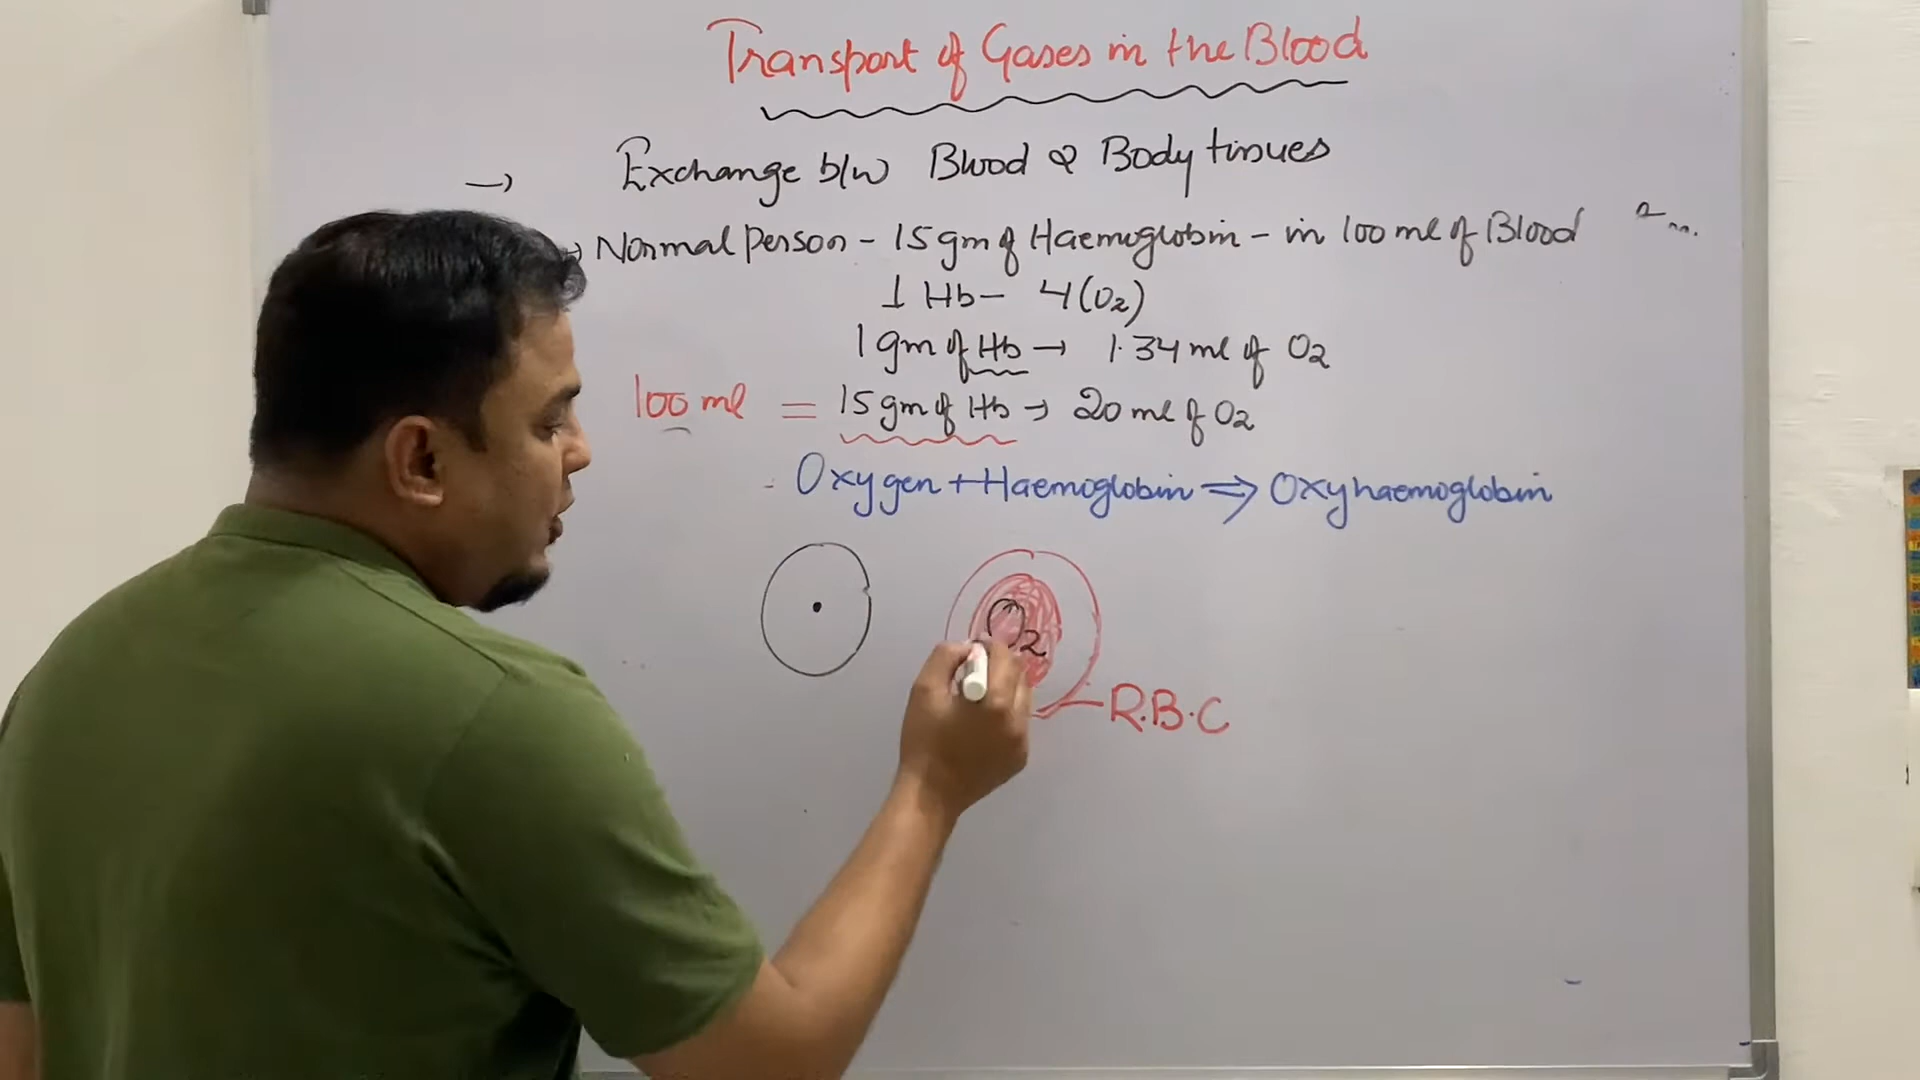 Transport of Gases in the Blood
→ Exchange b/w Blood & Body tissues
→ Normal Person - 15 gm of Haemoglobin - in 100 ml of Blood
1 Hb - 4(O2)
1 gm of Hb → 1.34 ml of O2
100 ml = 15 gm of Hb → 20 ml of O2
- Oxygen + Haemoglobin ⇒ Oxyhaemoglobin
O2
R.B.C